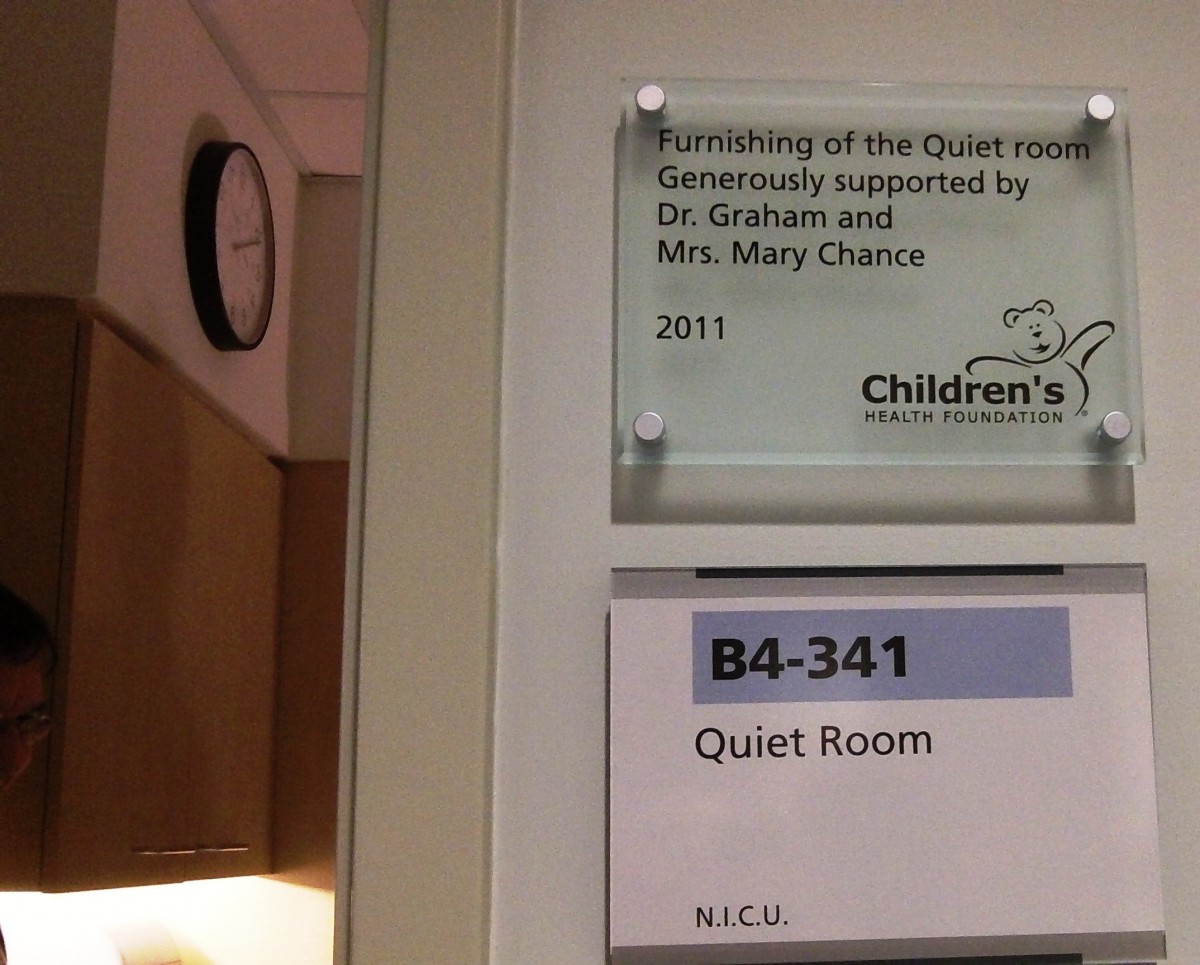 Furnishing of the Quiet room
Generously supported by
Dr. Graham and
Mrs. Mary Chance
2011
Children's
HEALTH FOUNDATION
®
B4-341
Quiet Room
N.I.C.U.